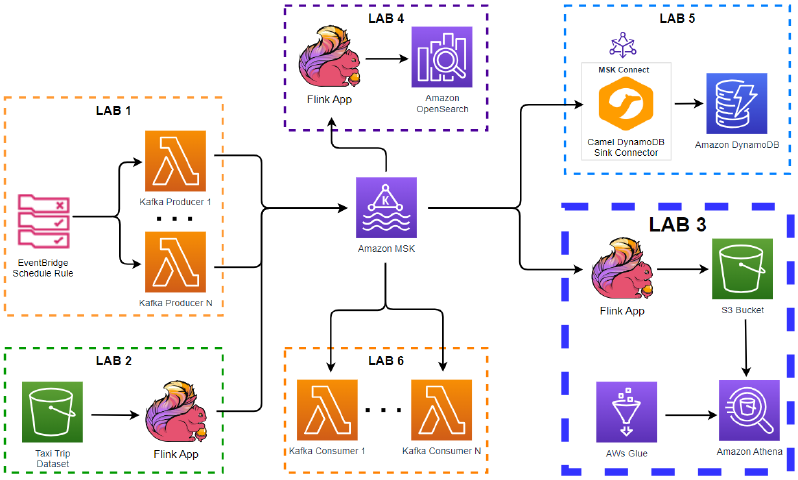 LAB 1
Kafka Producer 1
EventBridge
Schedule Rule
Kafka Producer N
LAB 2
Taxi Trip
Dataset
Flink App
LAB 4
Flink App
Amazon
OpenSearch
K
Amazon MSK
LAB 6
Kafka Consumer 1
Kafka Consumer N
LAB 5
MSK Connect
Camel DynamoDB
Sink Connector
Amazon DynamoDB
LAB 3
Flink App
S3 Bucket
AWs Glue
Amazon Athena